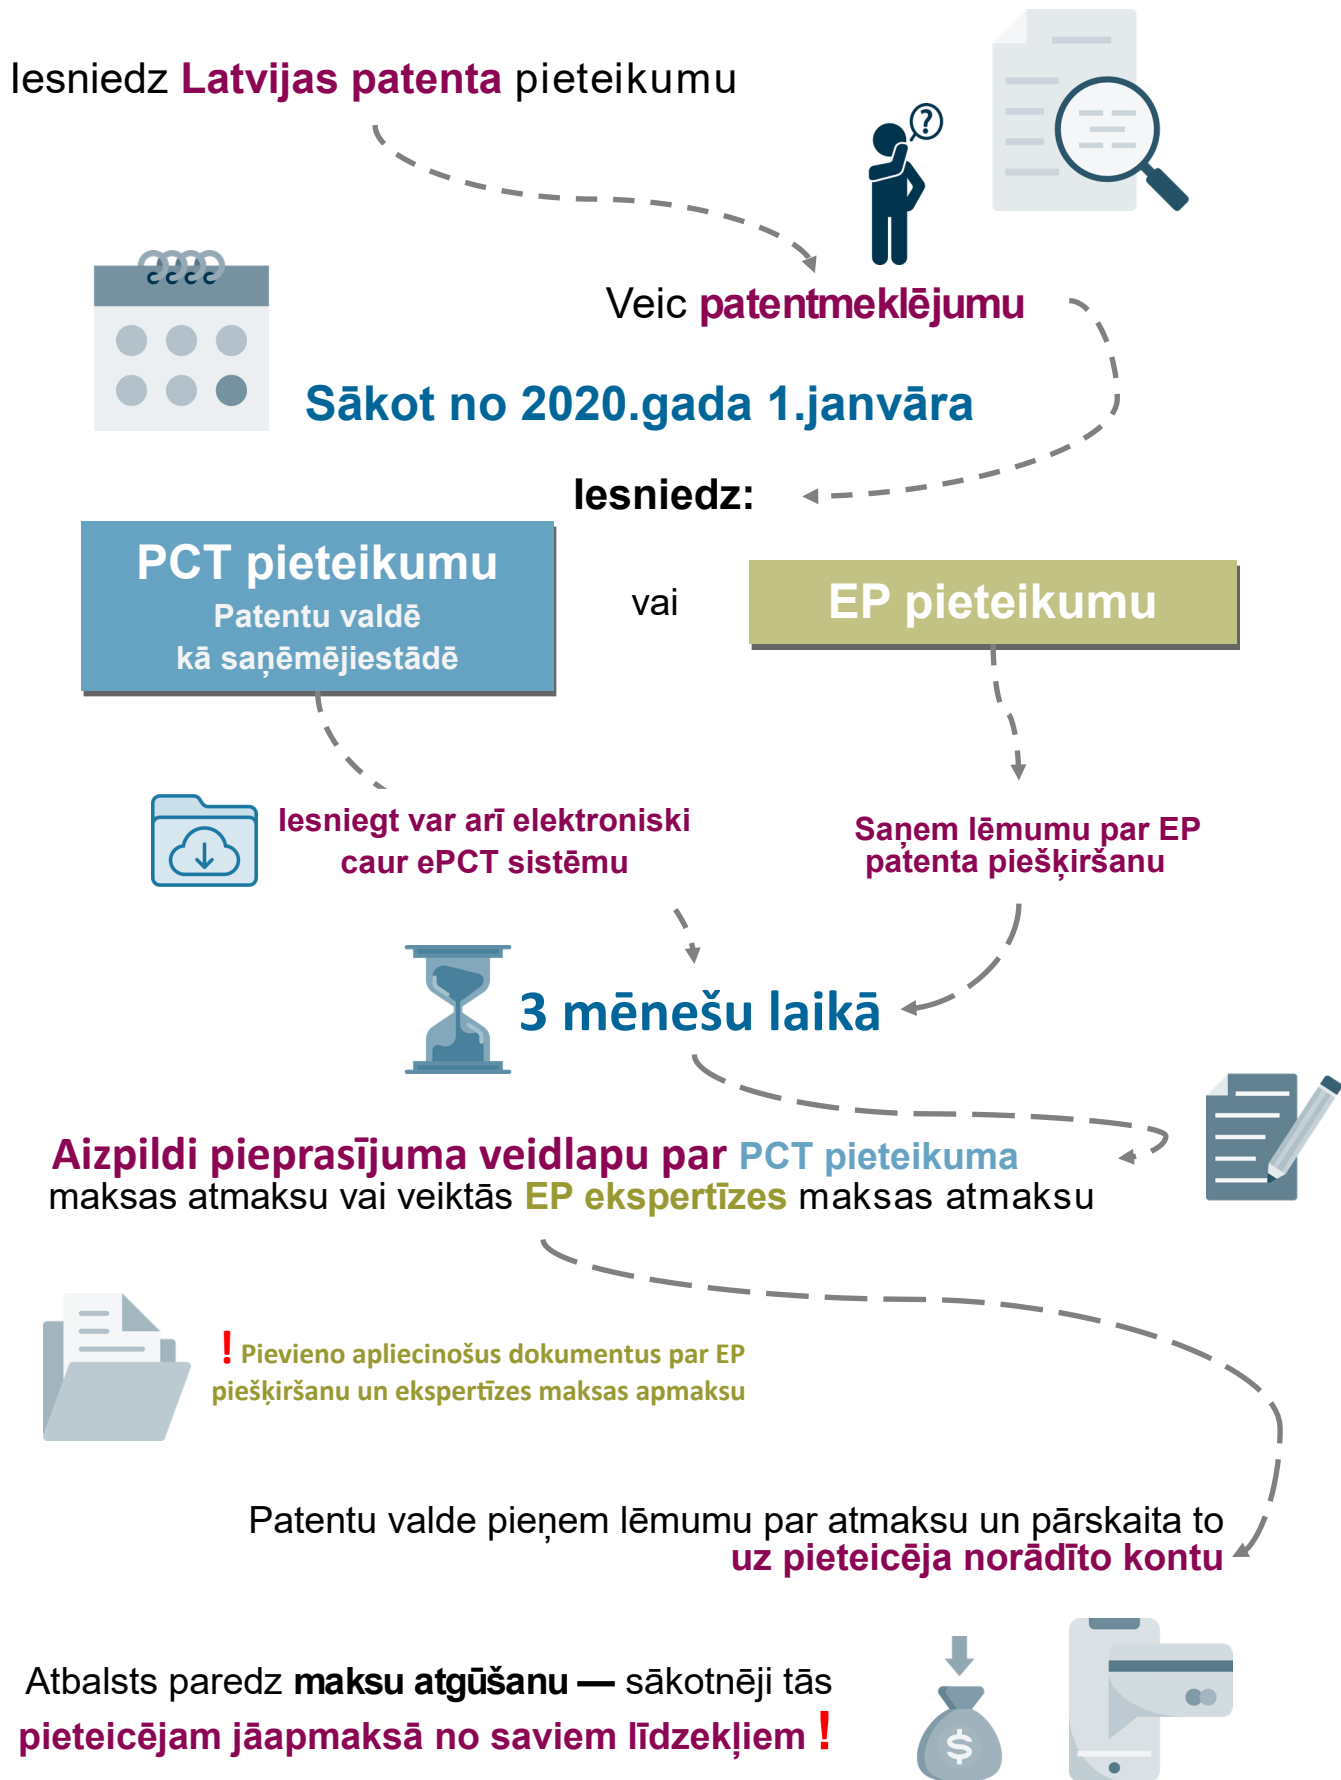 Iesniedz Latvijas patenta pieteikumu
?
Veic patentmeklējumu
Sākot no 2020.gada 1.janvāra
Iesniedz:
PCT pieteikumu
Patentu valdē
kā saņēmējiestādē
vai
EP pieteikumu
Iesniegt var arī elektroniski
caur ePCT sistēmu
Saņem lēmumu par EP
patenta piešķiršanu
3 mēnešu laikā
Aizpildi pieprasījuma veidlapu par PCT pieteikuma
maksas atmaksu vai veiktās EP ekspertīzes maksas atmaksu
! Pievieno apliecinošus dokumentus par EP
piešķiršanu un ekspertīzes maksas apmaksu
Patentu valde pieņem lēmumu par atmaksu un pārskaita to
uz pieteicēja norādīto kontu
Atbalsts paredz maksu atgūšanu — sākotnēji tās
pieteicējam jāapmaksā no saviem līdzekļiem !
$